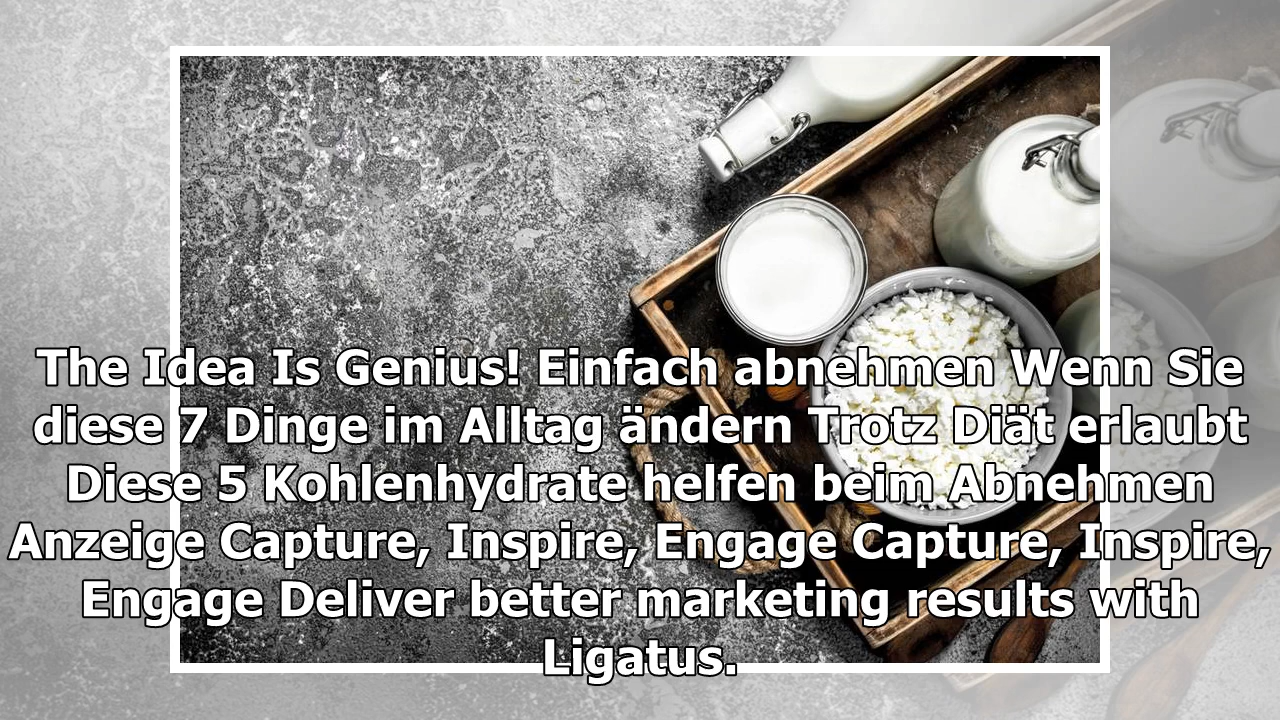 The Idea Is Genius! Einfach abnehmen Wenn Sie
diese 7 Dinge im Alltag ändern Trotz Diät erlaubt
Diese 5 Kohlenhydrate helfen beim Abnehmen
Anzeige Capture, Inspire, Engage Capture, Inspire,
Engage Deliver better marketing results with
Ligatus.